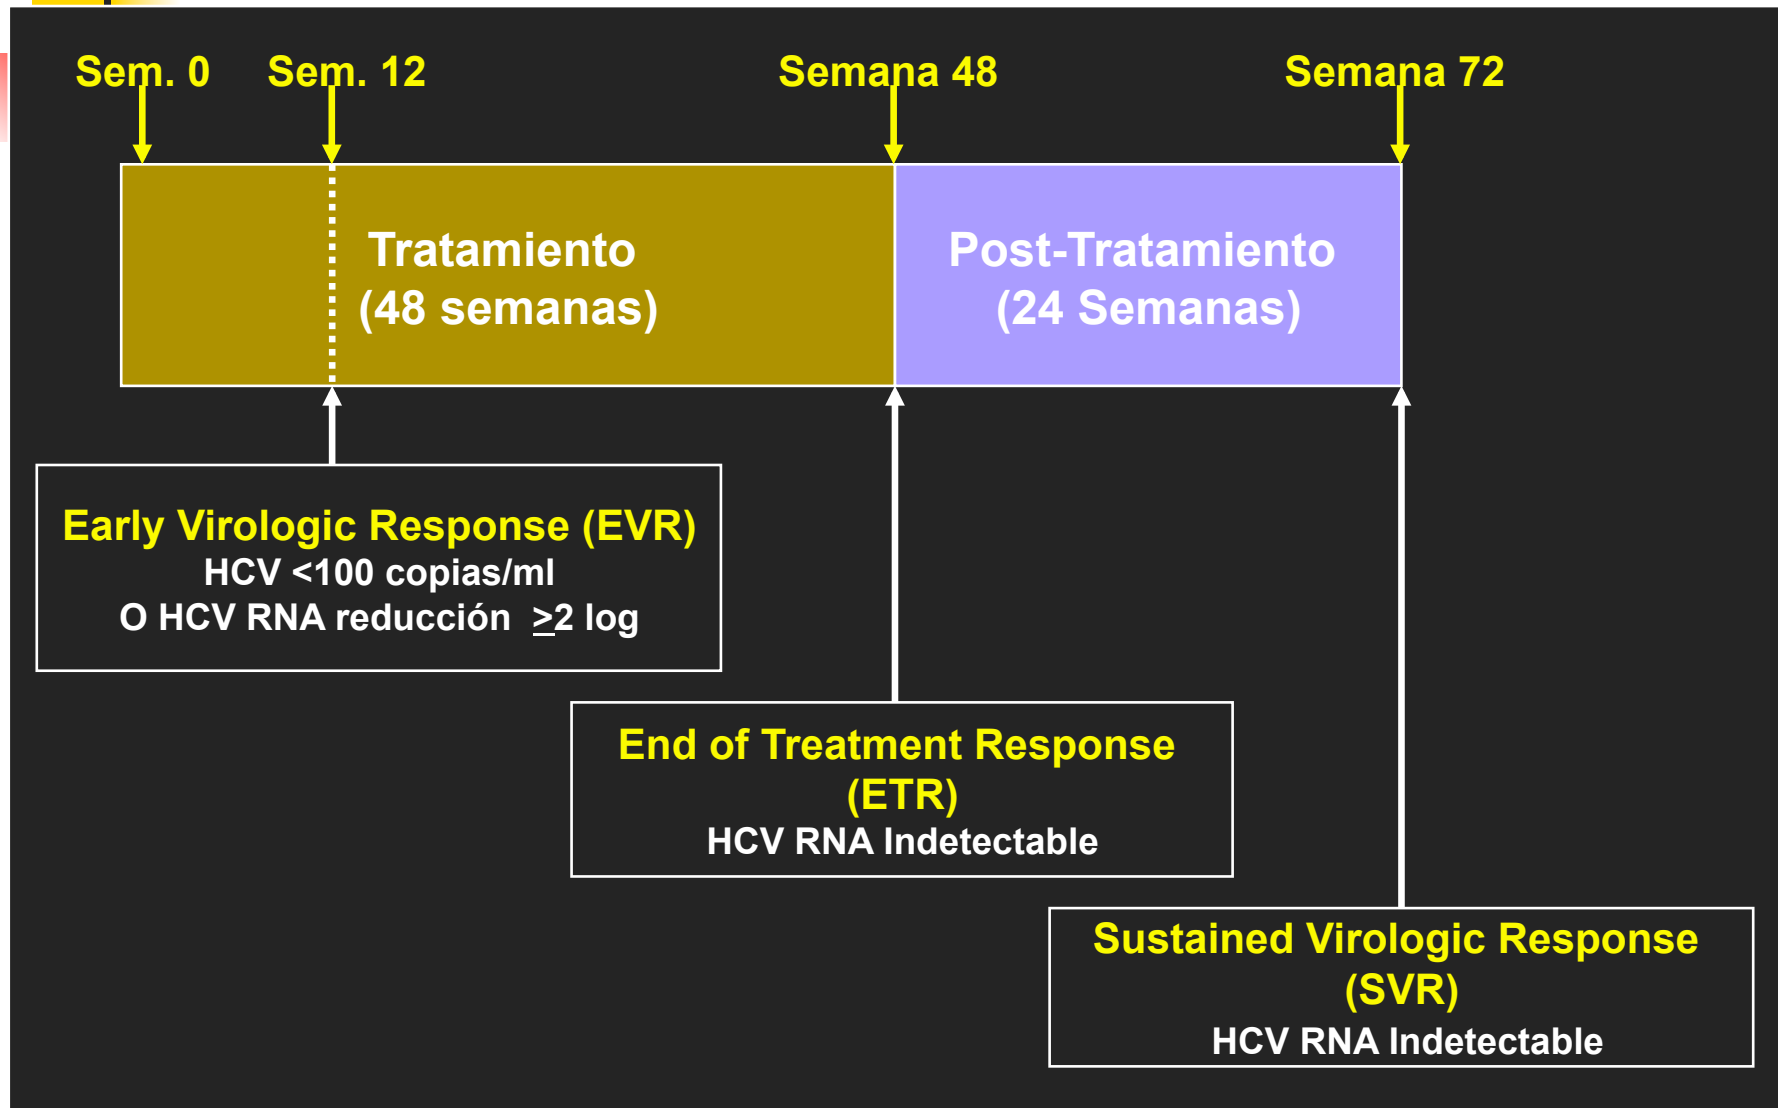 Sem. 0
Sem. 12
Semana 48
Semana 72
Tratamiento
(48 semanas)
Post-Tratamiento
(24 Semanas)
Early Virologic Response (EVR)
HCV <100 copias/ml
O HCV RNA reducción >2 log
End of Treatment Response
(ETR)
HCV RNA Indetectable
Sustained Virologic Response
(SVR)
HCV RNA Indetectable